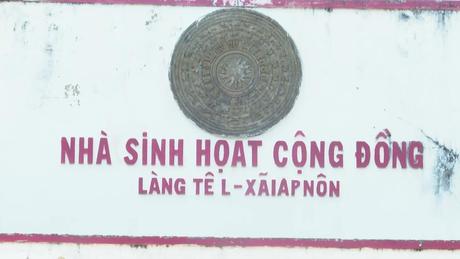 NHÀ SINH HOẠT CỘNG ĐỒNG
LÀNG TÊ L-XÃIAPNÔN